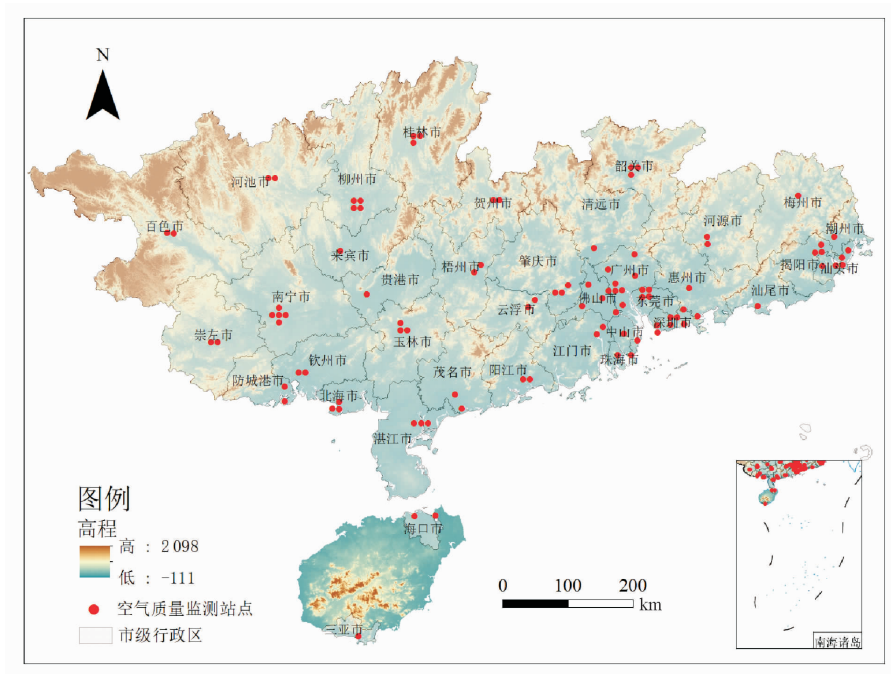 N
桂林市
韶关市
河池市
柳州市
贺州市
清远市
梅州市
河源市
百色市
潮州市
来宾市
梧州市
肇庆市
广州市
揭阳市
汕头市
贵港市
惠州市
南宁市
云浮市
佛山市
东莞市
汕尾市
崇左市
玉林市
深圳市
中山市
江门市
钦州市
珠海市
防城港市
茂名市
阳江市
北海市
湛江市
海口市
三亚市
图例
高程
高 : 2 098
低 : -111
空气质量监测站点
市级行政区
0 100 200
km
南海诸岛